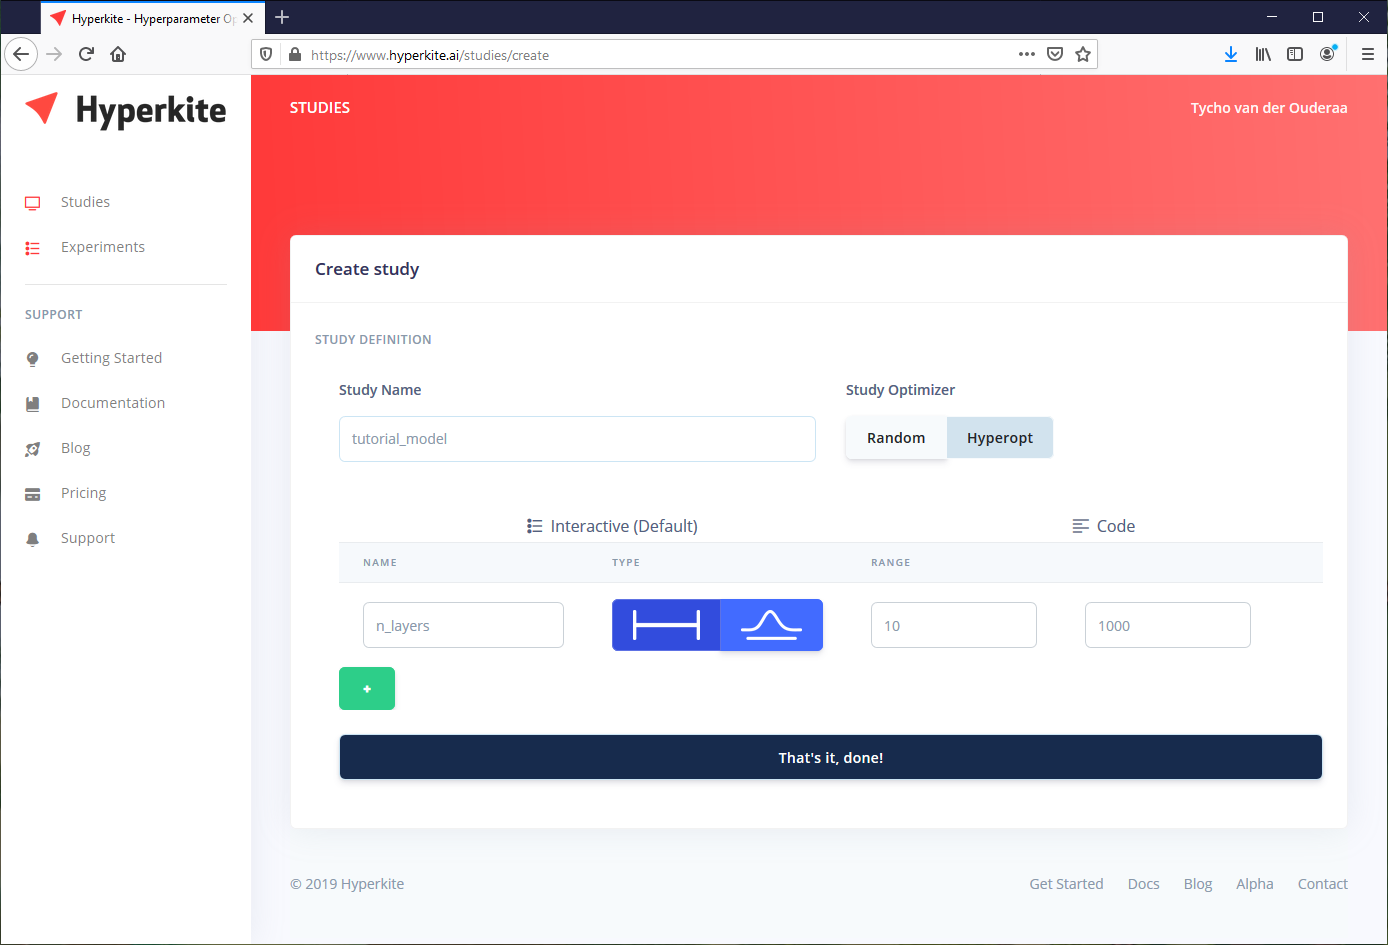 Hyperkite - Hyperparameter Op
https://www.hyperkite.ai/studies/create
Hyperkite
STUDIES
Tycho van der Ouderaa
Studies
Experiments
SUPPORT
Getting Started
Documentation
Blog
Pricing
Support
Create study
STUDY DEFINITION
Study Name
Study Optimizer
tutorial_model
Random
Hyperopt
Interactive (Default)
Code
NAME
TYPE
RANGE
n_layers
10
1000
+
That's it, done!
© 2019 Hyperkite
Get Started
Docs
Blog
Alpha
Contact